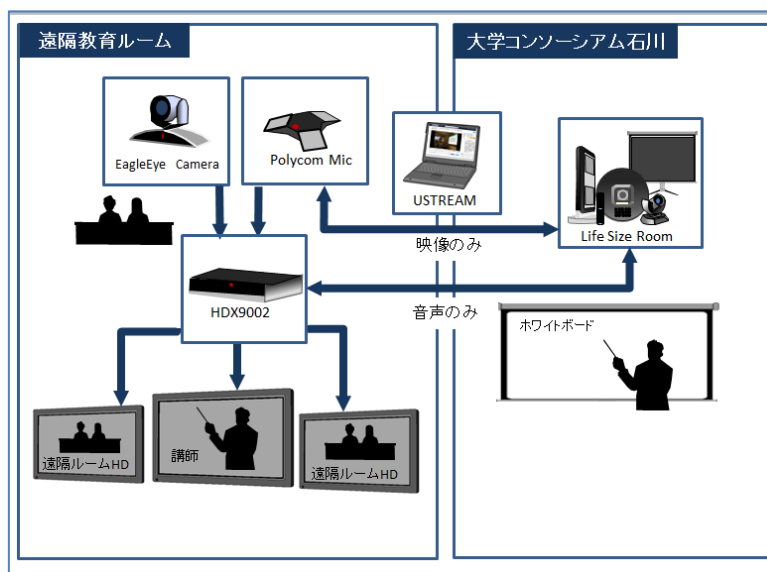 遠隔教育ルーム
大学コンソーシアム石川
EagleEye Camera
Polycom Mic
USTREAM
Life Size Room
映像のみ
HDX9002
音声のみ
ホワイトボード
遠隔ルームHD
講師
遠隔ルームHD